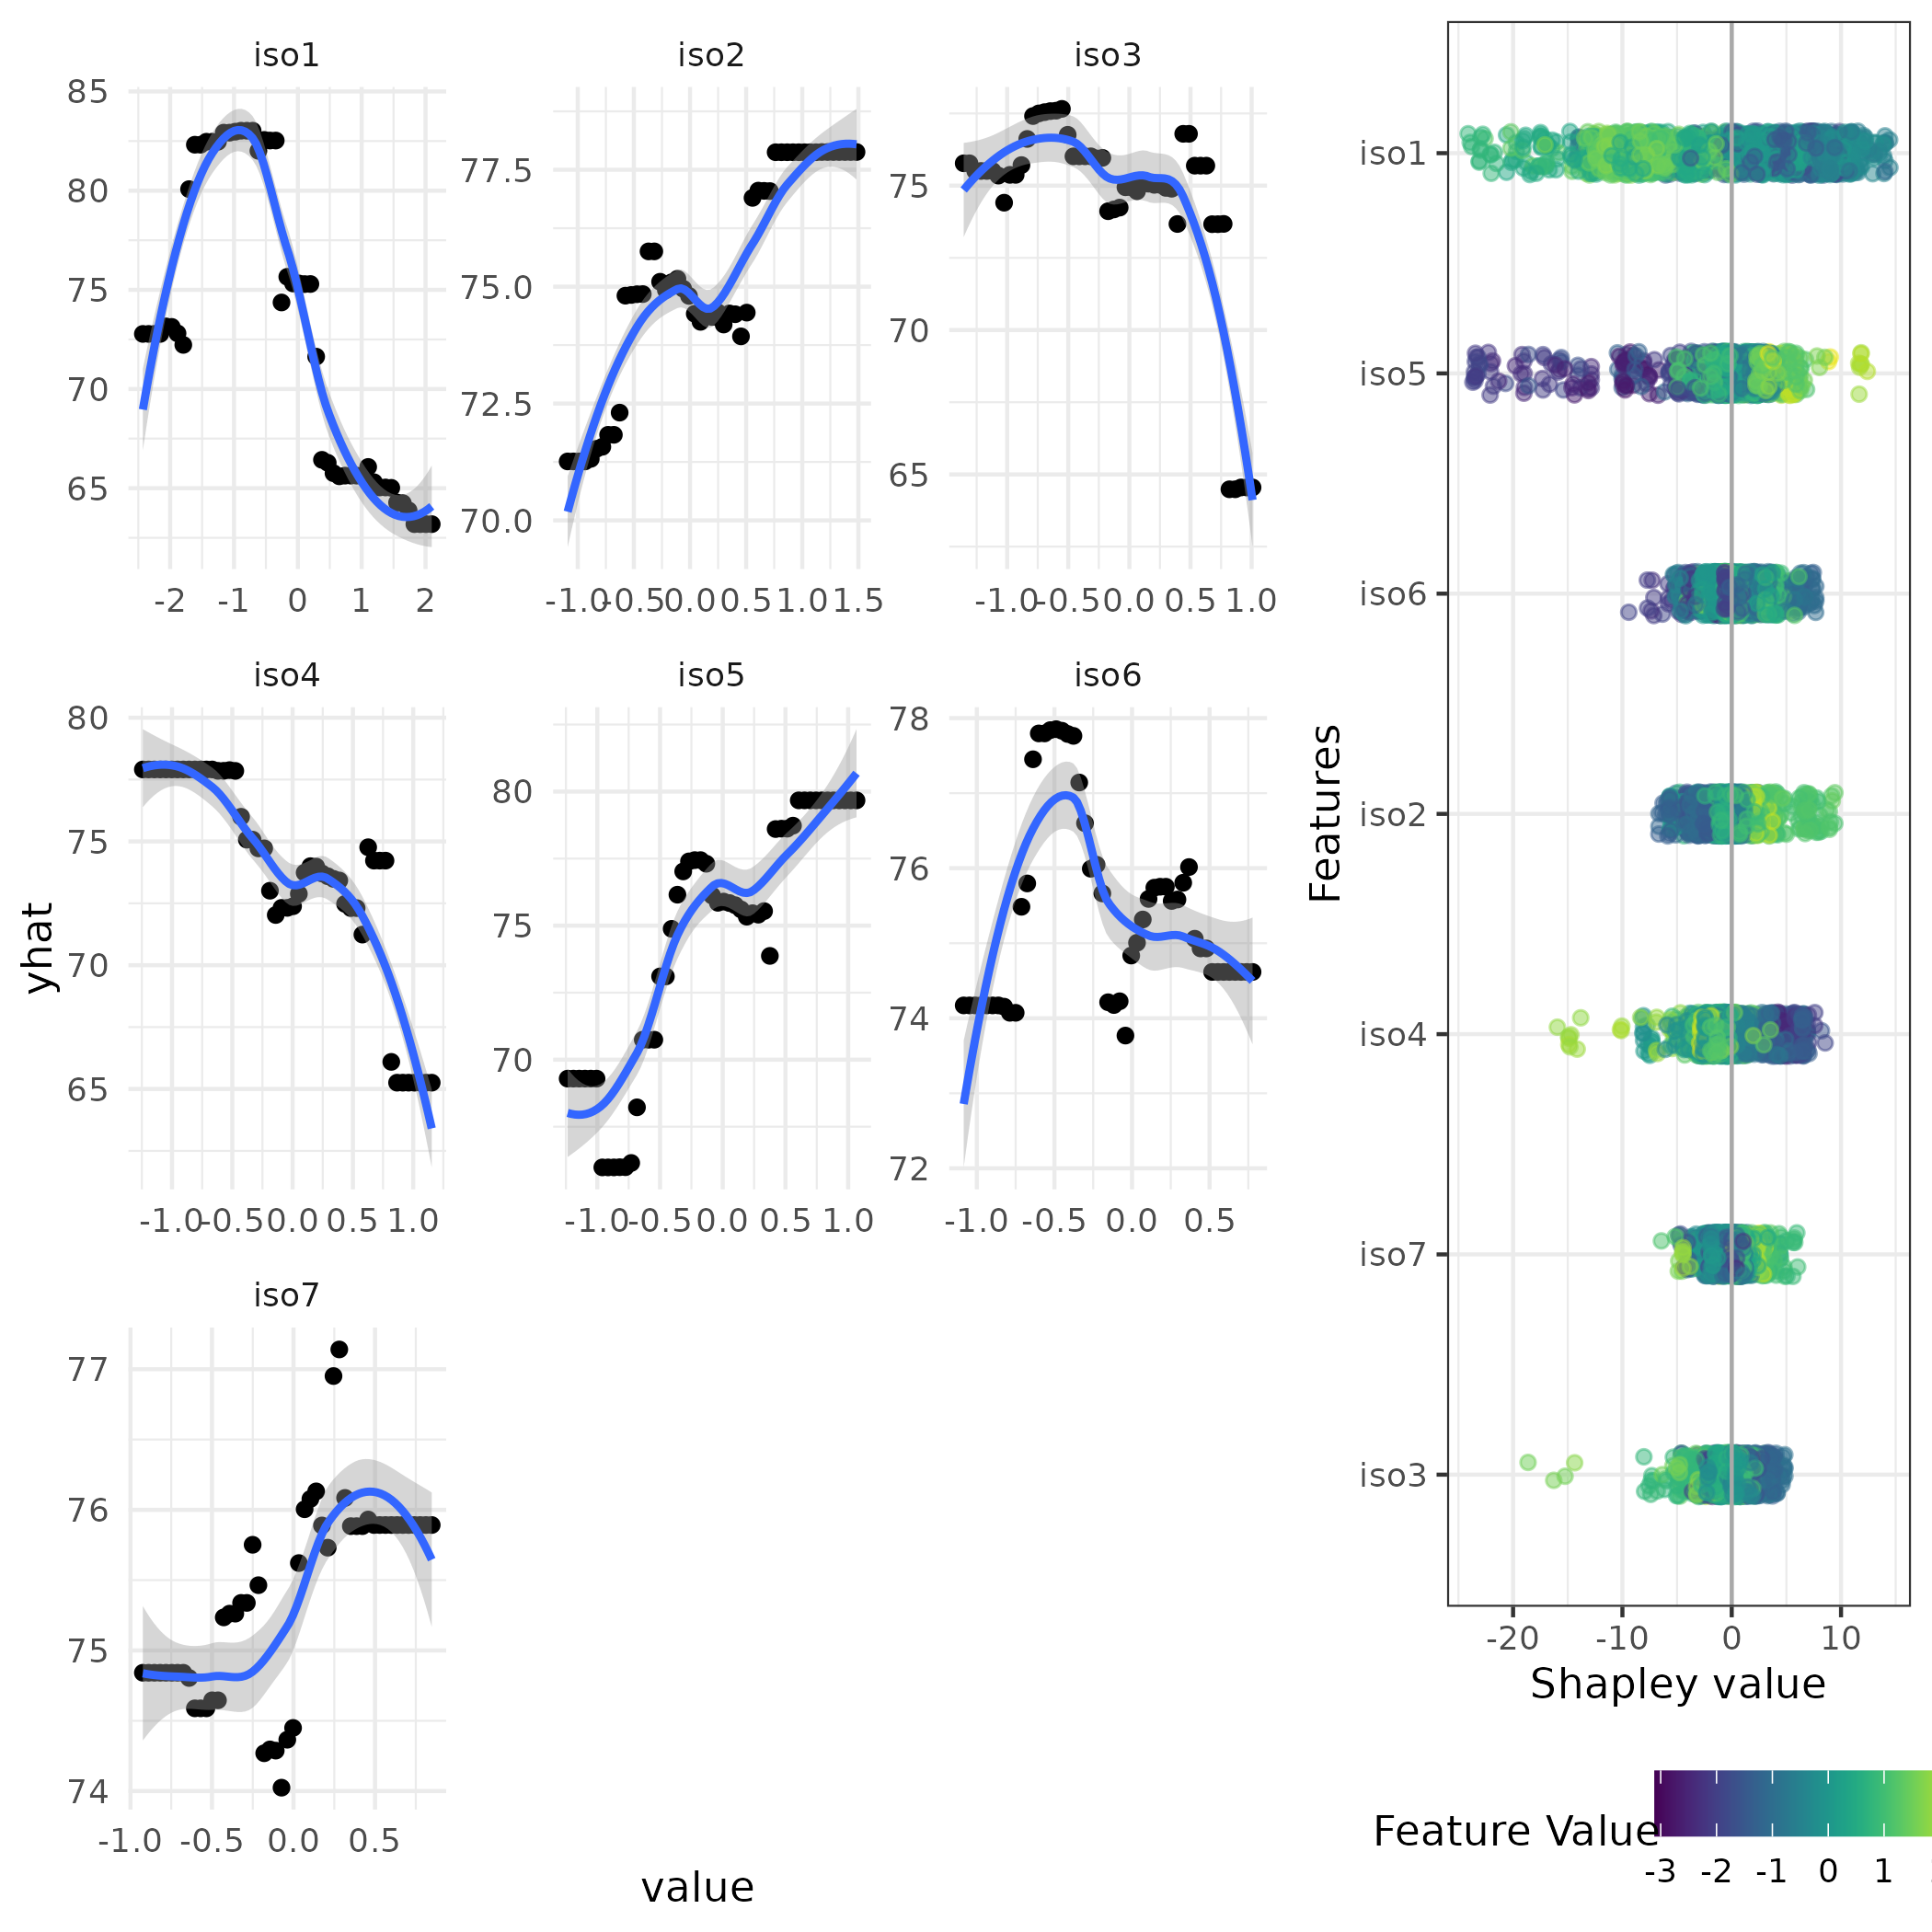 iso1
iso2
iso3
85
80
75
70
65
77.5
75.0
72.5
70.0
75
70
65
-2 -1 0 1 2
-1.0 -0.5 0.0 0.5 1.0 1.5
-1.0 -0.5 0.0 0.5 1.0
iso4
iso5
iso6
80
75
70
65
80
75
70
78
76
74
72
-1.0 -0.5 0.0 0.5 1.0
-1.0 -0.5 0.0 0.5 1.0
-1.0 -0.5 0.0 0.5
iso7
77
76
75
74
-1.0 -0.5 0.0 0.5
yhat
value
Features
iso1
iso5
iso6
iso2
iso4
iso7
iso3
-20 -10 0 10
Shapley value
Feature Value
-3 -2 -1 0 1